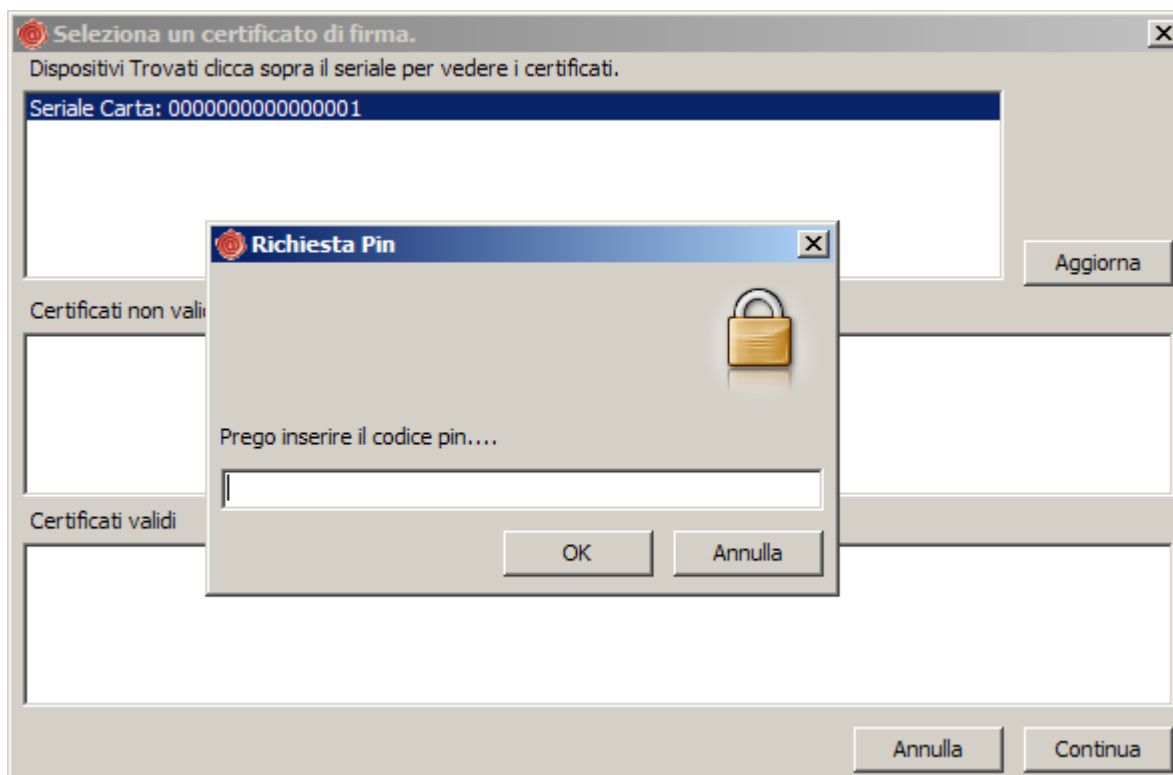 Seleziona un certificato di firma.
Dispositivi Trovati clicca sopra il seriale per vedere i certificati.
Seriale Carta: 0000000000000001
Richiesta Pin
Aggiorna
Certificati non
Prego inserire il codice pin....
Certificati validi
OK Annulla
Annulla Continua